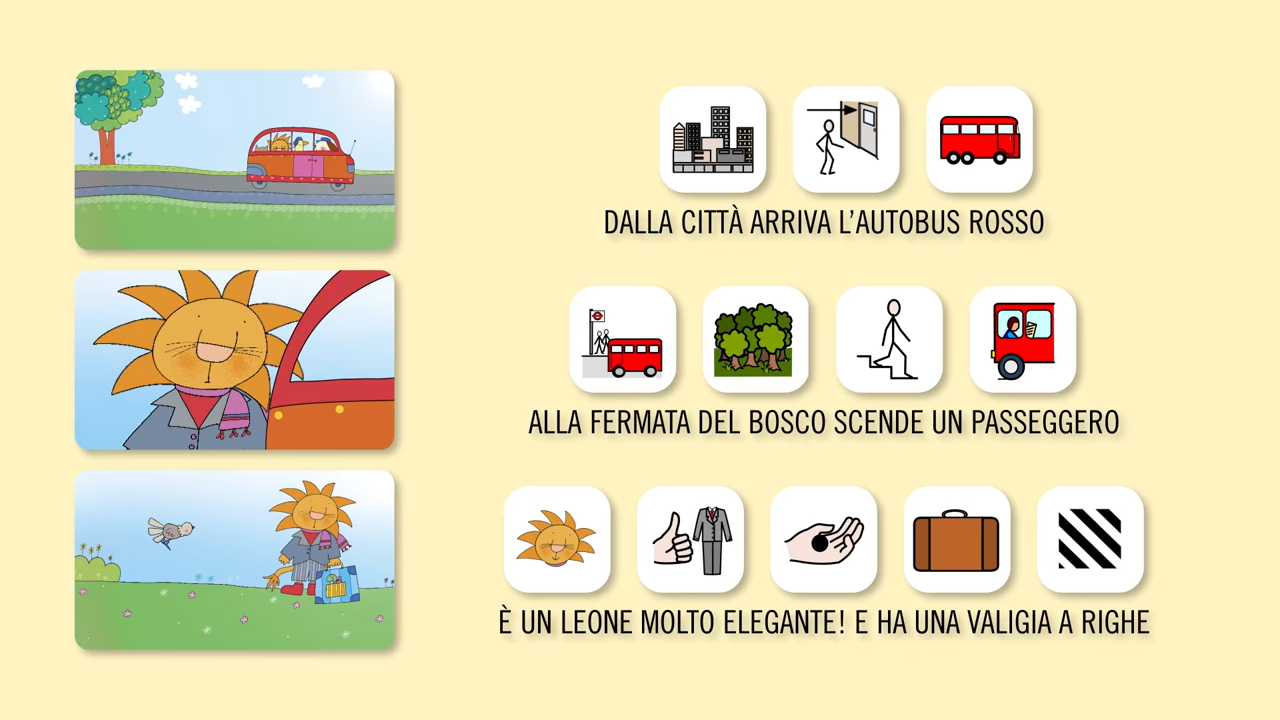 DALLA CITTÀ ARRIVA L'AUTOBUS ROSSO
ALLA FERMATA DEL BOSCO SCENDE UN PASSEGGERO
È UN LEONE MOLTO ELEGANTE! E HA UNA VALIGIA A RIGHE